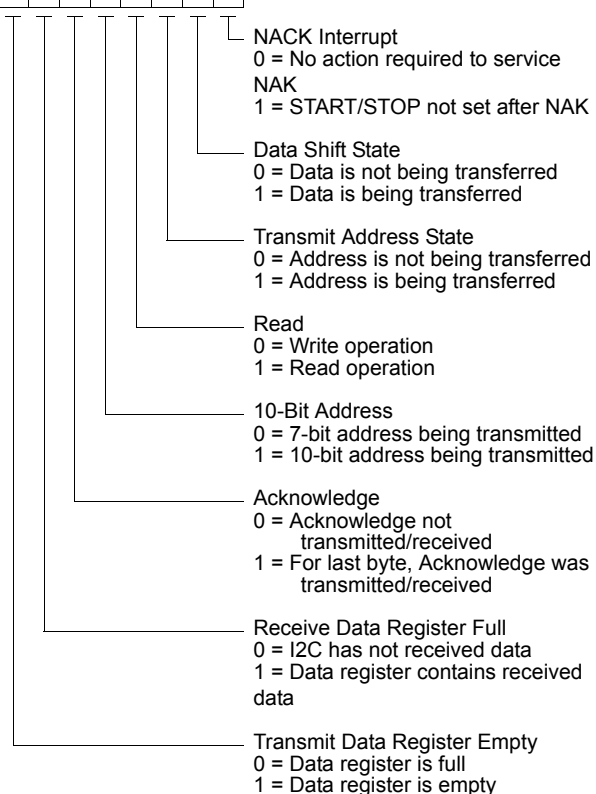 NACK Interrupt
0 = No action required to service
NAK
1 = START/STOP not set after NAK
Data Shift State
0 = Data is not being transferred
1 = Data is being transferred
Transmit Address State
0 = Address is not being transferred
1 = Address is being transferred
Read
0 = Write operation
1 = Read operation
10-Bit Address
0 = 7-bit address being transmitted
1 = 10-bit address being transmitted
Acknowledge
0 = Acknowledge not
transmitted/received
1 = For last byte, Acknowledge was
transmitted/received
Receive Data Register Full
0 = I2C has not received data
1 = Data register contains received
data
Transmit Data Register Empty
0 = Data register is full
1 = Data register is empty